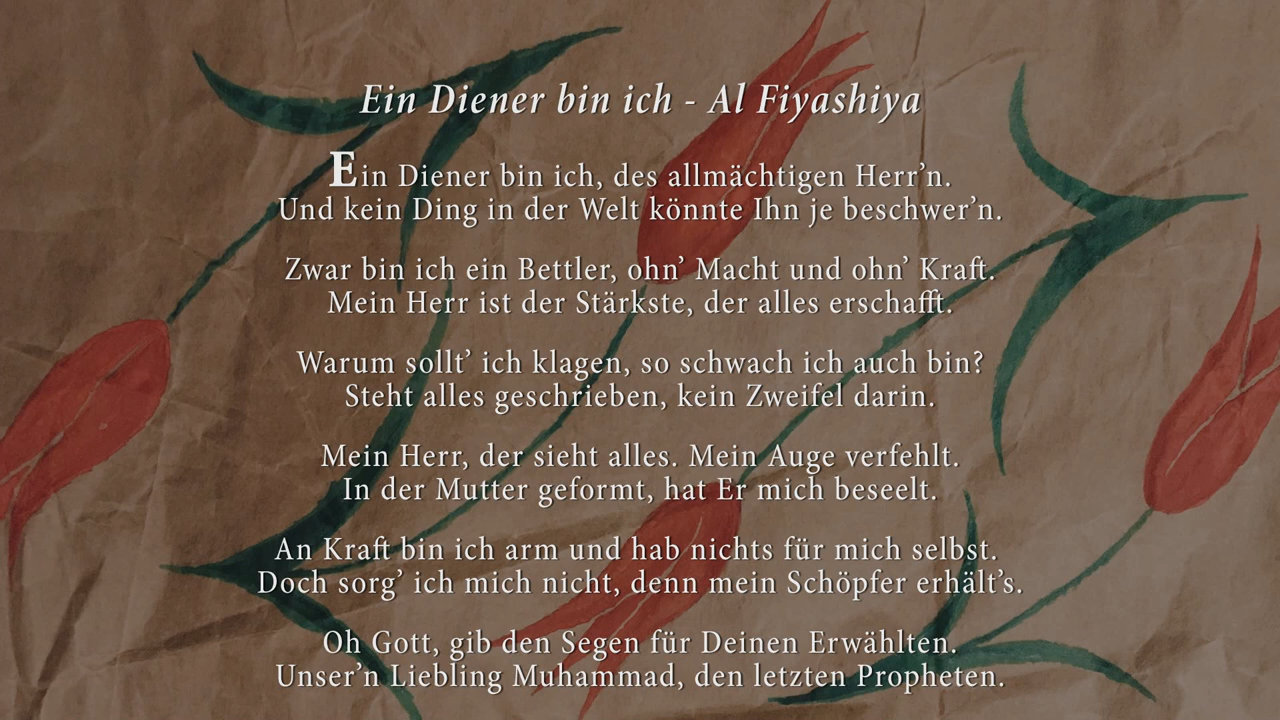 Ein Diener bin ich - Al Fiyashiya
Ein Diener bin ich, des allmächtigen Herr’n.
Und kein Ding in der Welt könnte Ihn je beschwer’n.
Zwar bin ich ein Bettler, ohn’ Macht und ohn’ Kraft.
Mein Herr ist der Stärkste, der alles erschafft.
Warum sollt’ ich klagen, so schwach ich auch bin?
Steht alles geschrieben, kein Zweifel darin.
Mein Herr, der sieht alles. Mein Auge verfehlt.
In der Mutter geformt, hat Er mich beseelt.
An Kraft bin ich arm und hab nichts für mich selbst.
Doch sorg’ ich mich nicht, denn mein Schöpfer erhält’s.
Oh Gott, gib den Segen für Deinen Erwählten.
Unser’n Liebling Muhammad, den letzten Propheten.